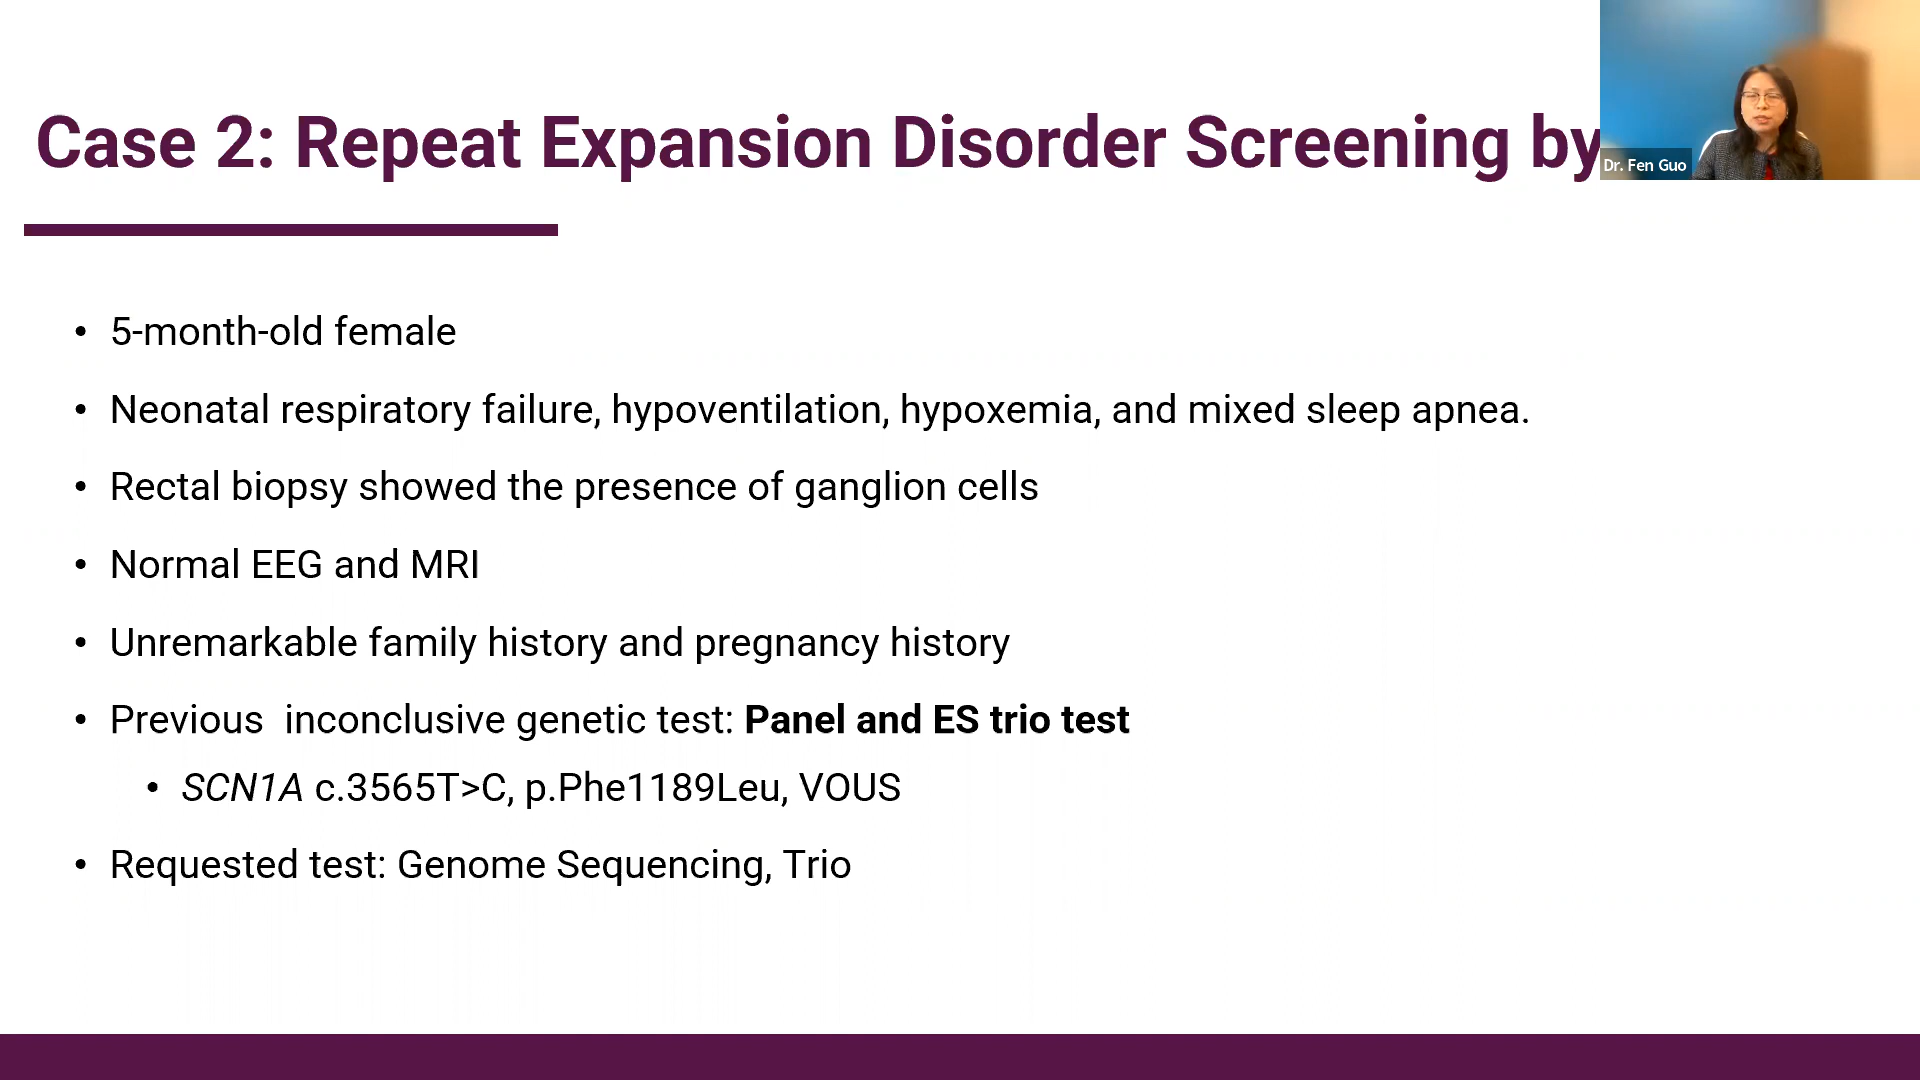 Case 2: Repeat Expansion Disorder Screening by
Dr. Fen Guo
• 5-month-old female
• Neonatal respiratory failure, hypoventilation, hypoxemia, and mixed sleep apnea.
• Rectal biopsy showed the presence of ganglion cells
• Normal EEG and MRI
• Unremarkable family history and pregnancy history
• Previous  inconclusive genetic test: Panel and ES trio test
• SCN1A c.3565T>C, p.Phe1189Leu, VOUS
• Requested test: Genome Sequencing, Trio